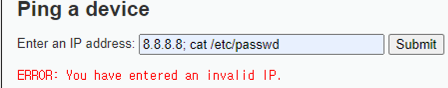 Ping a device
Enter an IP address: 8.8.8.8; cat /etc/passwd Submit
ERROR: You have entered an invalid IP.